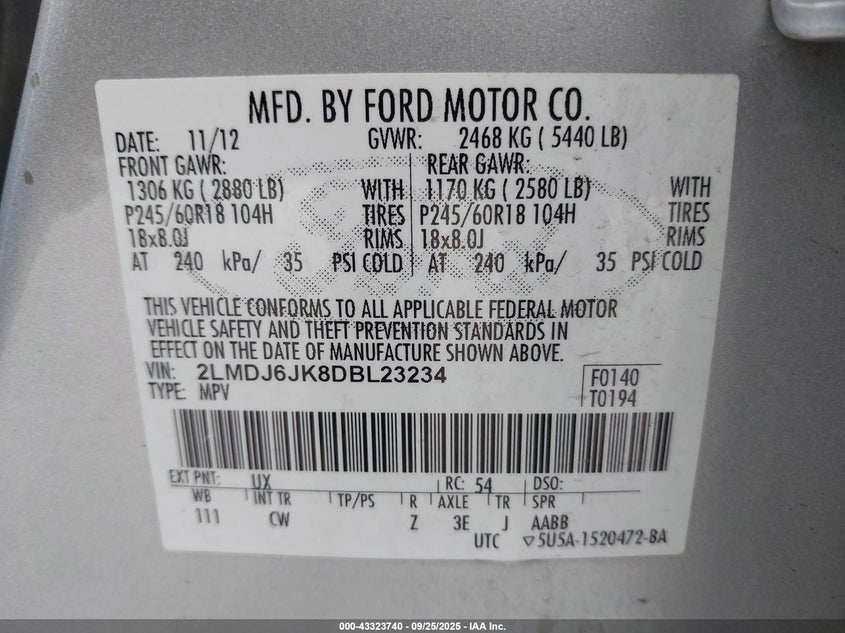 MFD. BY FORD MOTOR CO.
DATE: 11/12 GVWR: 2468 KG ( 5440 LB)
FRONT GAWR: REAR GAWR:
1306 KG ( 2880 LB) WITH 1170 KG ( 2580 LB) WITH
P245/60R18 104H TIRES P245/60R18 104H TIRES
18x8.0J RIMS 18x8.0J RIMS
AT 240 kPa/ 35 PSI COLD AT 240 kPa/ 35 PSI COLD
THIS VEHICLE CONFORMS TO ALL APPLICABLE FEDERAL MOTOR
VEHICLE SAFETY AND THEFT PREVENTION STANDARDS IN
EFFECT ON THE DATE OF MANUFACTURE SHOWN ABOVE.
VIN: 2LMDJ6JK8DBL23234 F0140
TYPE: MPV T0194
EXT PNT: UX RC: 54 DSO:
WB INT TR TP/PS R AXLE TR SPR
111 CW Z 3E J AABB
UTC ▽5U5A-1520472-BA
000-43323740 - 09/25/2025 - IAA Inc.